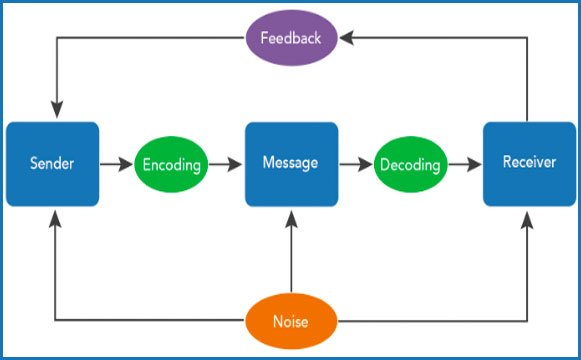 Feedback
Sender
Encoding
Message
Decoding
Receiver
Noise